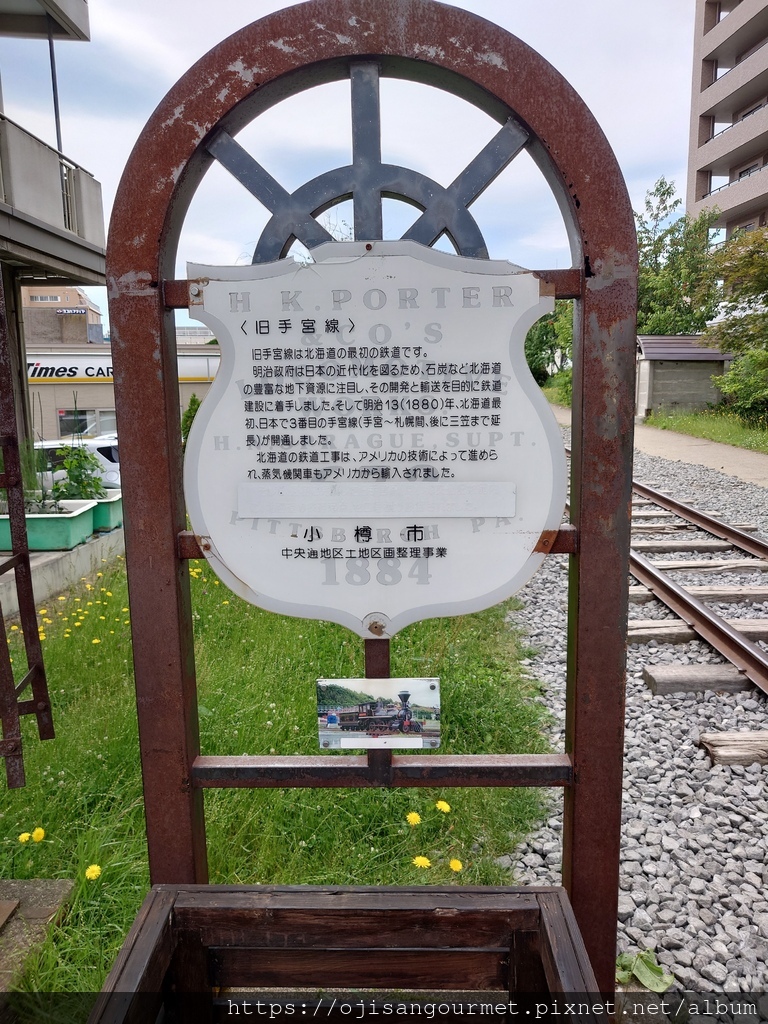 H K.PORTER
&CO'S
〈旧手宮線〉
旧手宮線は北海道の最初の鉄道です。
明治政府は日本の近代化を図るため、石炭など北海道
の豊富な地下資源に注目し、その開発と輸送を目的に鉄道
建設に着手しました。そして明治13(1880)年、北海道最
初、日本で3番目の手宮線(手宮～札幌間、後に三笠まで延
長)が開通しました。
北海道の鉄道工事は、アメリカの技術によって進めら
れ、蒸気機関車もアメリカから輸入されました。
SUPT.
PITTSBURGH PA.
小樽市
中央通地区土地区画整理事業
1884
Times CAR
https://ojisangourmet.pixnet.net/album